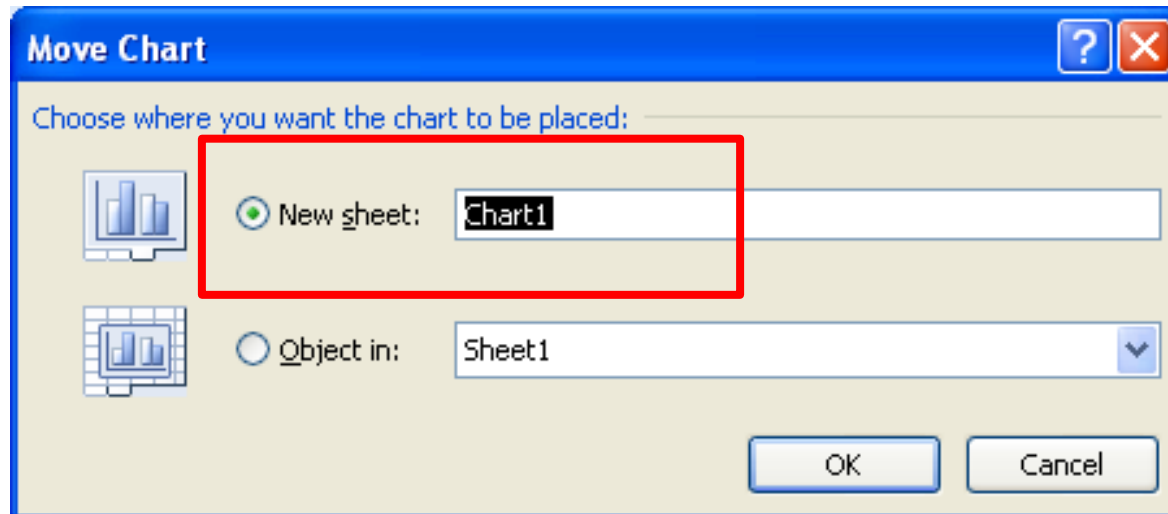 Move Chart
Choose where you want the chart to be placed:
New sheet: Chart1
Object in: Sheet1
OK Cancel